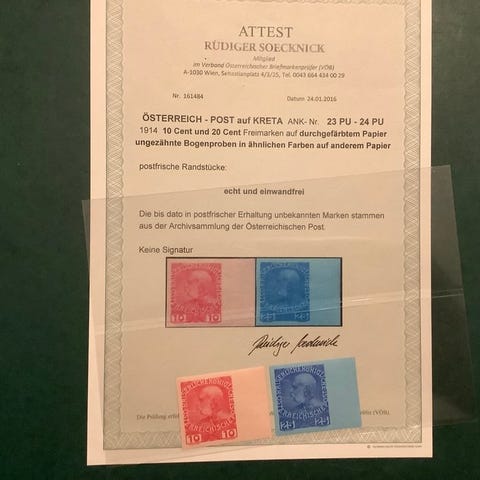 ATTEST
RÜDIGER SOECKNICK
Mitglied
im Verband Österreichischer Briefmarkenprüfer (VÖB)
A-1030 Wien, Sebastianplatz 4/3/25, Tel. 0043 664 434 00 29
Nr. 161484 Datum 24.01.2016
ÖSTERREICH - POST auf KRETA ANK- Nr. 23 PU - 24 PU
1914 10 Cent und 20 Cent Freimarken auf durchgefärbtem Papier
ungezähnte Bogenproben in ähnlichen Farben auf anderem Papier
postfrische Randstücke:
echt und einwandfrei
Die bis dato in postfrischer Erhaltung unbekannten Marken stammen
aus der Archivsammlung der Österreichischen Post.
Keine Signatur
10 10
Die Prüfung
(VÖB).
10 10